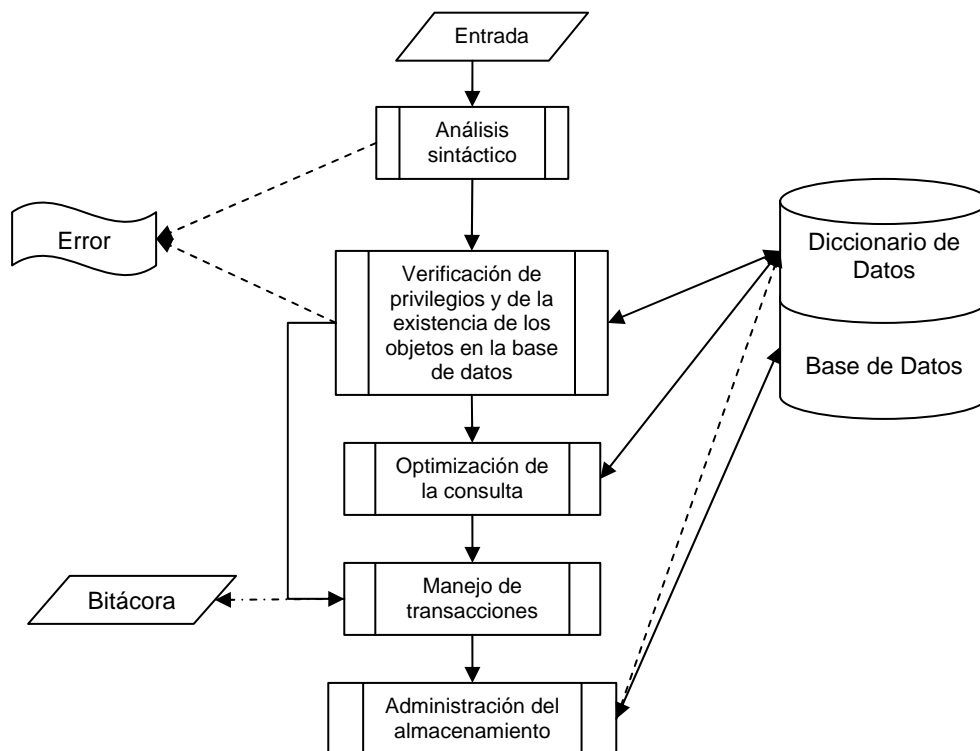 Entrada
Análisis
sintáctico
Error
Verificación de
privilegios y de la
existencia de los
objetos en la base
de datos
Diccionario de
Datos
Base de Datos
Optimización de
la consulta
Bitácora
Manejo de
transacciones
Administración del
almacenamiento